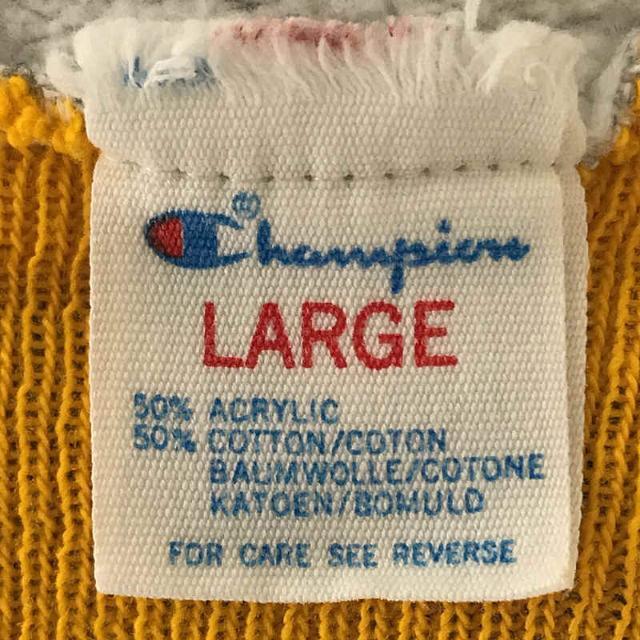 Champion®
LARGE
50% ACRYLIC
50% COTTON/COTON
BAUMWOLLE/COTONE
KATOEN/BOMULD
FOR CARE SEE REVERSE